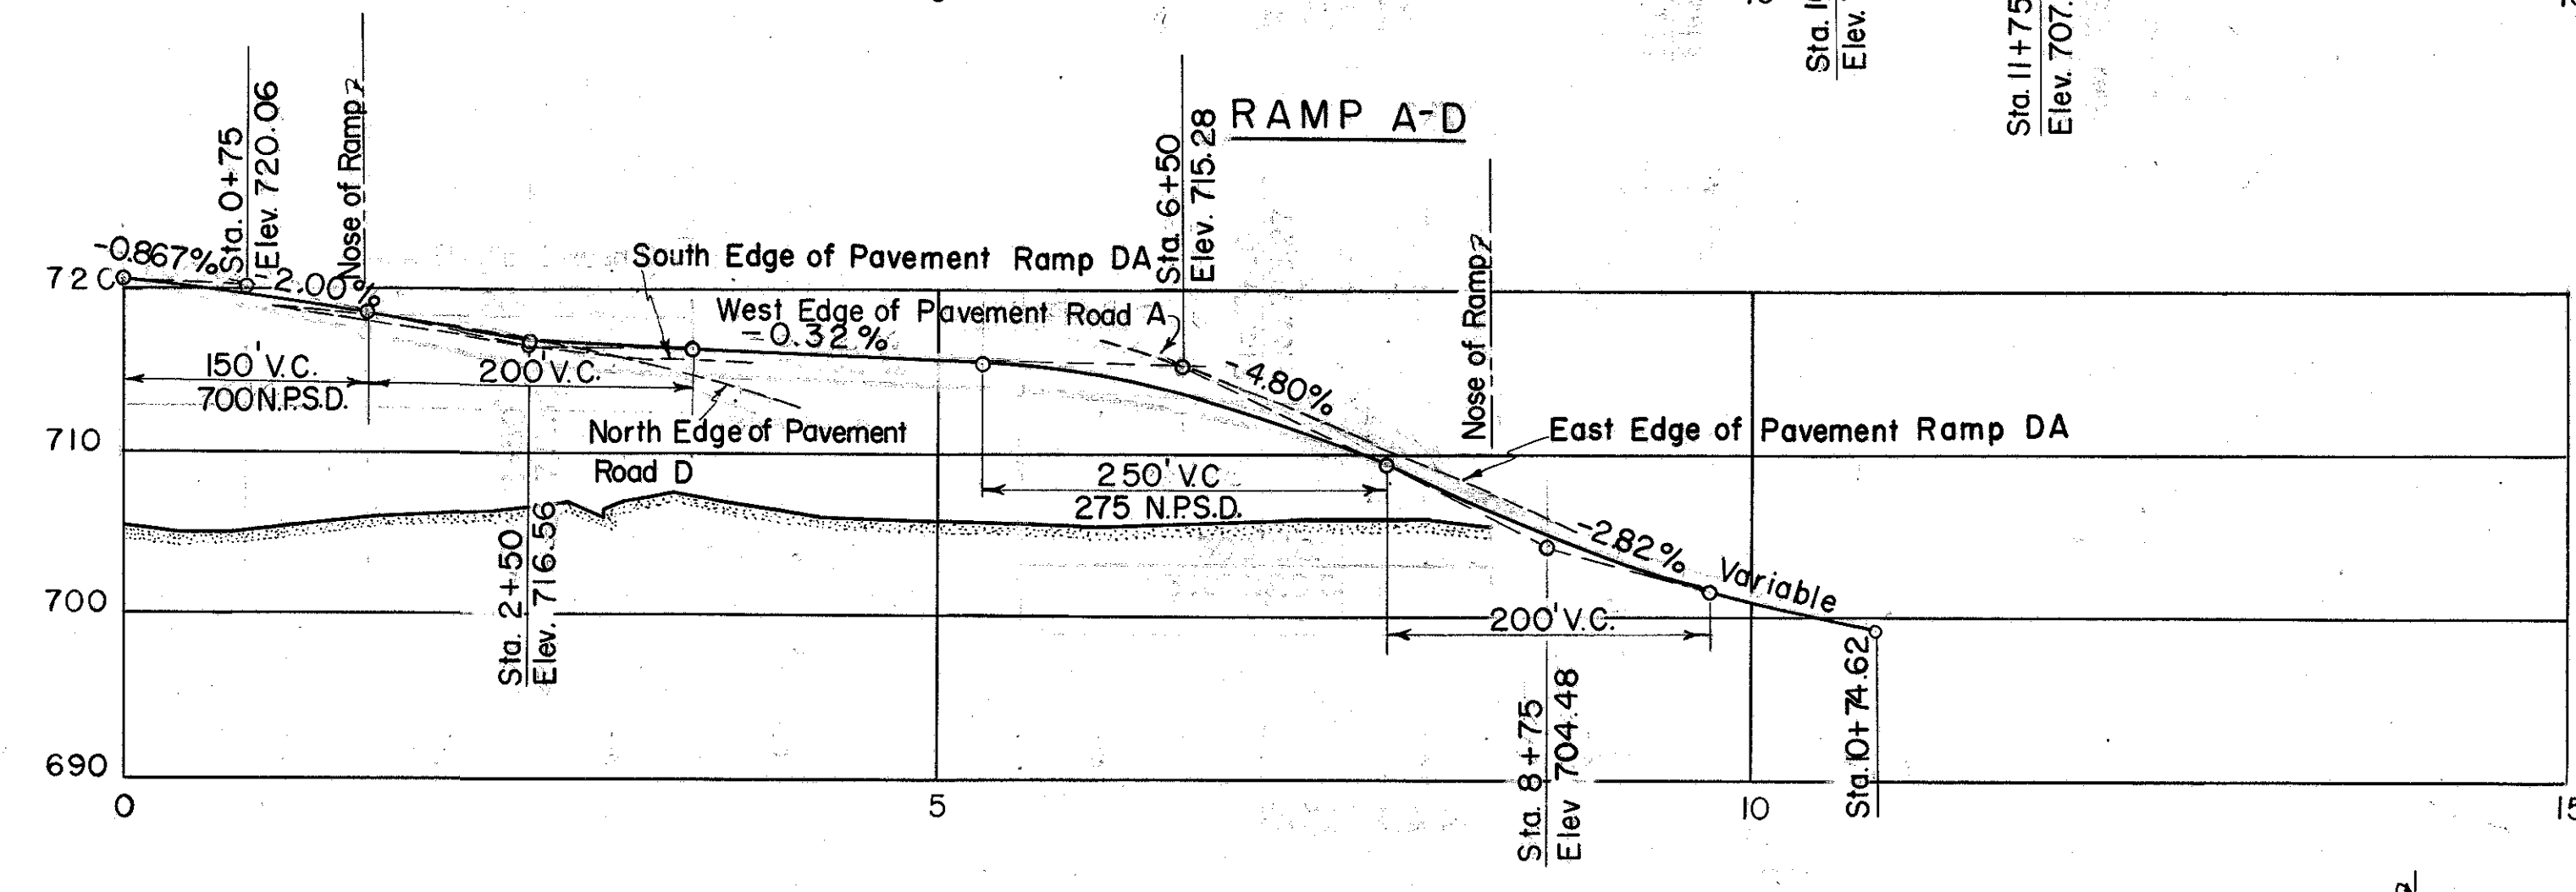 Sta. 11+75
Elev. 707.
Elev.
RAMP A-D
Sta. 0+75
Elev. 720.06
Nose of Ramp
Sta. 6+50
Elev. 715.28
Nose of Ramp
-0.867%
-2.00%
South Edge of Pavement Ramp DA
West Edge of Pavement Road A
-0.32%
-4.80%
720
150' V.C.
700 N.P.S.D.
200' V.C.
North Edge of Pavement
Road D
East Edge of Pavement Ramp DA
710
250' V.C
275 N.P.S.D.
-2.82%
Variable
700
200' V.C.
Sta. 2+50
Elev. 716.56
Sta. 8+75
Elev 704.48
Sta. 10+74.62
690
0
5
10
15